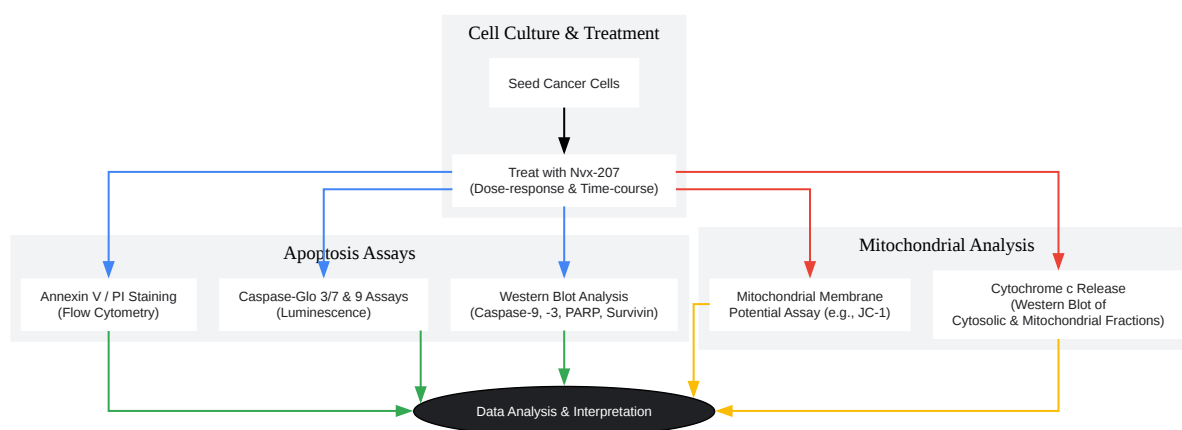 Cell Culture & Treatment
Seed Cancer Cells
Treat with Nvx-207
(Dose-response & Time-course)
Apoptosis Assays
Annexin V / PI Staining
(Flow Cytometry)
Caspase-Glo 3/7 & 9 Assays
(Luminescence)
Western Blot Analysis
(Caspase-9, -3, PARP, Survivin)
Mitochondrial Analysis
Mitochondrial Membrane
Potential Assay (e.g., JC-1)
Cytochrome c Release
(Western Blot of
Cytosolic & Mitochondrial Fractions)
Data Analysis & Interpretation